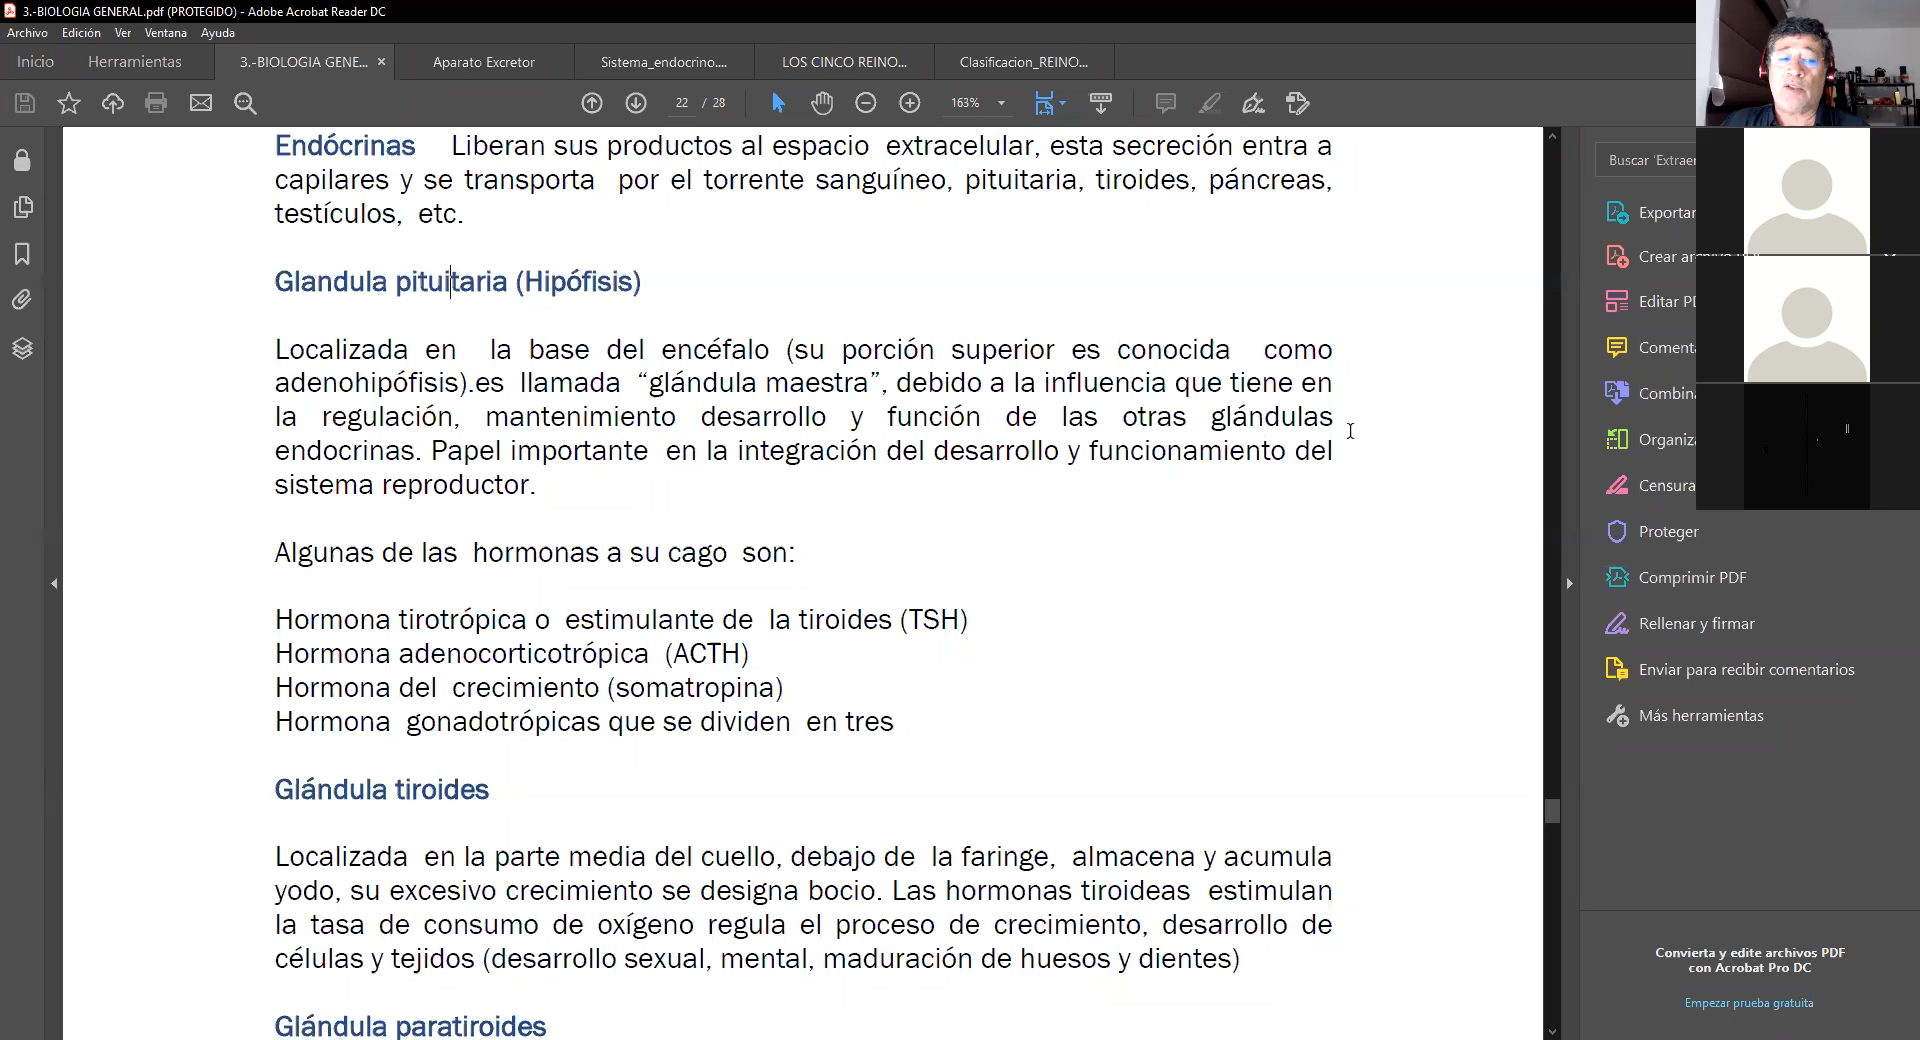 3.-BIOLOGIA GENERAL.pdf (PROTEGIDO) - Adobe Acrobat Reader DC
Archivo Edición Ver Ventana Ayuda
Inicio Herramientas 3.-BIOLOGIA GENE... × Aparato Excretor Sistema_endocrino.... LOS CINCO REINO... Clasificacion_REINO...
22 / 28 163%
Endócrinas Liberan sus productos al espacio extracelular, esta secreción entra a
capilares y se transporta por el torrente sanguíneo, pituitaria, tiroides, páncreas,
testículos, etc.
Glandula pituitaria (Hipófisis)
Localizada en la base del encéfalo (su porción superior es conocida como
adenohipófisis).es llamada “glándula maestra”, debido a la influencia que tiene en
la regulación, mantenimiento desarrollo y función de las otras glándulas
endocrinas. Papel importante en la integración del desarrollo y funcionamiento del
sistema reproductor.
Algunas de las hormonas a su cago son:
Hormona tirotrópica o estimulante de la tiroides (TSH)
Hormona adenocorticotrópica (ACTH)
Hormona del crecimiento (somatropina)
Hormona gonadotrópicas que se dividen en tres
Glándula tiroides
Localizada en la parte media del cuello, debajo de la faringe, almacena y acumula
yodo, su excesivo crecimiento se designa bocio. Las hormonas tiroideas estimulan
la tasa de consumo de oxígeno regula el proceso de crecimiento, desarrollo de
células y tejidos (desarrollo sexual, mental, maduración de huesos y dientes)
Glándula paratiroides
Buscar 'Extraer
Exportar
Crear
Editar
Proteger
Comprimir PDF
Rellenar y firmar
Enviar para recibir comentarios
Más herramientas
Convierta y edite archivos PDF
con Acrobat Pro DC
Empezar prueba gratuita